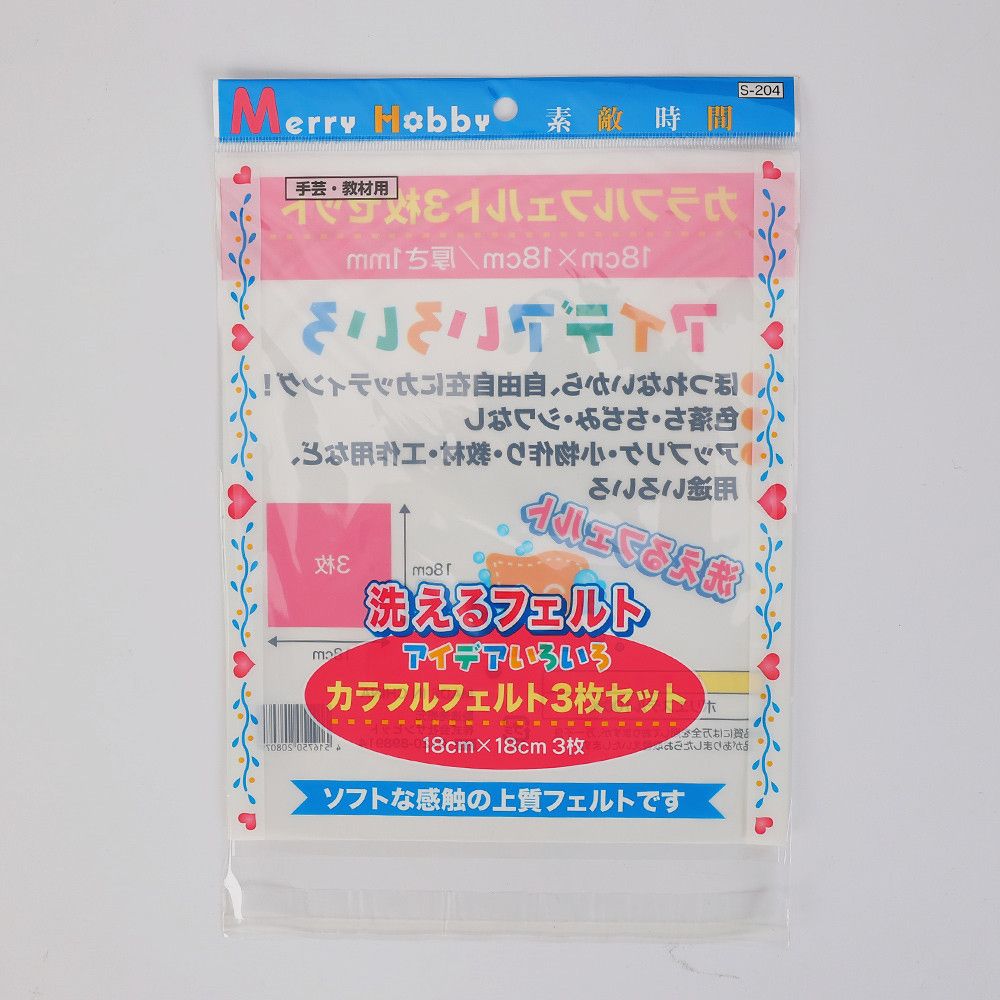 Merry Hobby 素敵時間
S-204
手芸・教材用
カラフルフェルト3枚セット
18cm×18cm／厚さ1mm
アイデアいろいろ
ほつれないから、自由自在にカッティング！
色落ち・ちぢみ・シワなし
アップリケ・小物作り・教材・工作用など、
用途いろいろ
洗えるフェルト
3枚
18cm
18cm
洗えるフェルト
アイデアいろいろ
カラフルフェルト3枚セット
18cm×18cm 3枚
ソフトな感触の上質フェルトです